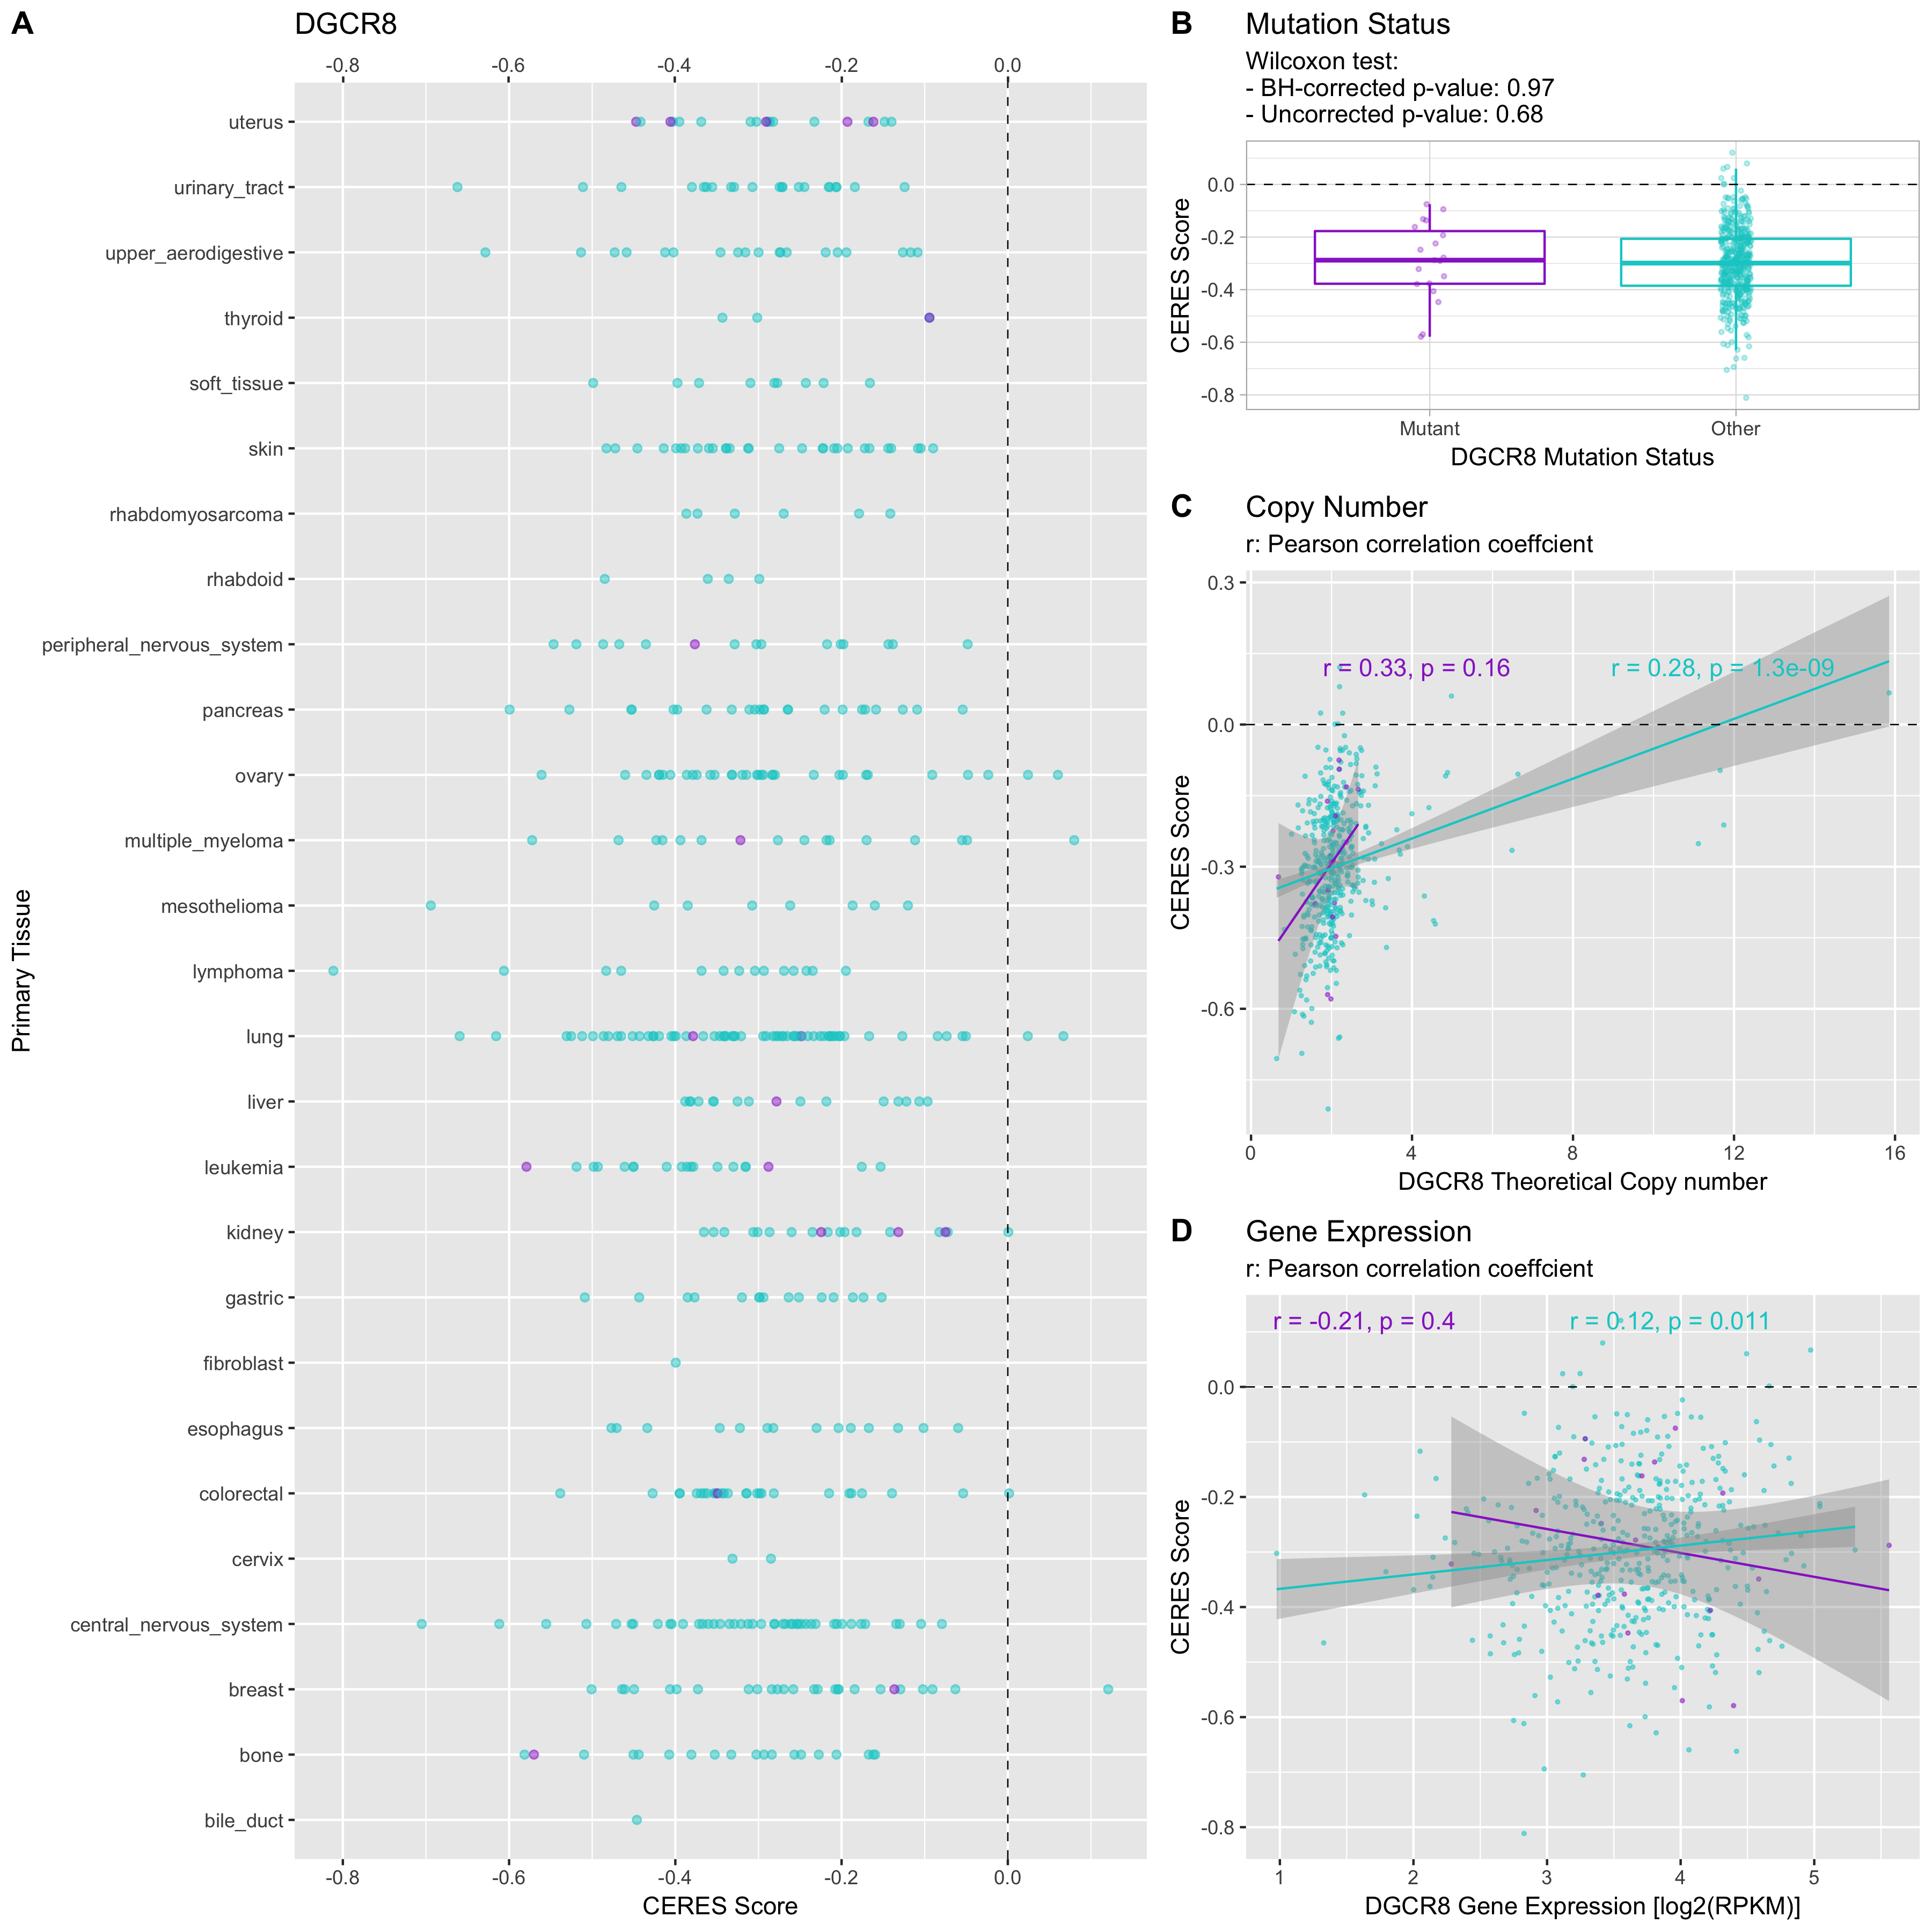 A
DGCR8
-0.8 -0.6 -0.4 -0.2 0.0
Primary Tissue
uterus
urinary_tract
upper_aerodigestive
thyroid
soft_tissue
skin
rhabdomyosarcoma
rhabdoid
peripheral_nervous_system
pancreas
ovary
multiple_myeloma
mesothelioma
lymphoma
lung
liver
leukemia
kidney
gastric
fibroblast
esophagus
colorectal
cervix
central_nervous_system
breast
bone
bile_duct
-0.8 -0.6 -0.4 -0.2 0.0
CERES Score
B
Mutation Status
Wilcoxon test:
- BH-corrected p-value: 0.97
- Uncorrected p-value: 0.68
CERES Score
0.0
-0.2
-0.4
-0.6
-0.8
Mutant Other
DGCR8 Mutation Status
C
Copy Number
r: Pearson correlation coeffcient
CERES Score
0.3
0.0
-0.3
-0.6
r = 0.33, p = 0.16 r = 0.28, p = 1.3e-09
0 4 8 12 16
DGCR8 Theoretical Copy number
D
Gene Expression
r: Pearson correlation coeffcient
r = -0.21, p = 0.4 r = 0.12, p = 0.011
CERES Score
0.0
-0.2
-0.4
-0.6
-0.8
1 2 3 4 5
DGCR8 Gene Expression [log2(RPKM)]